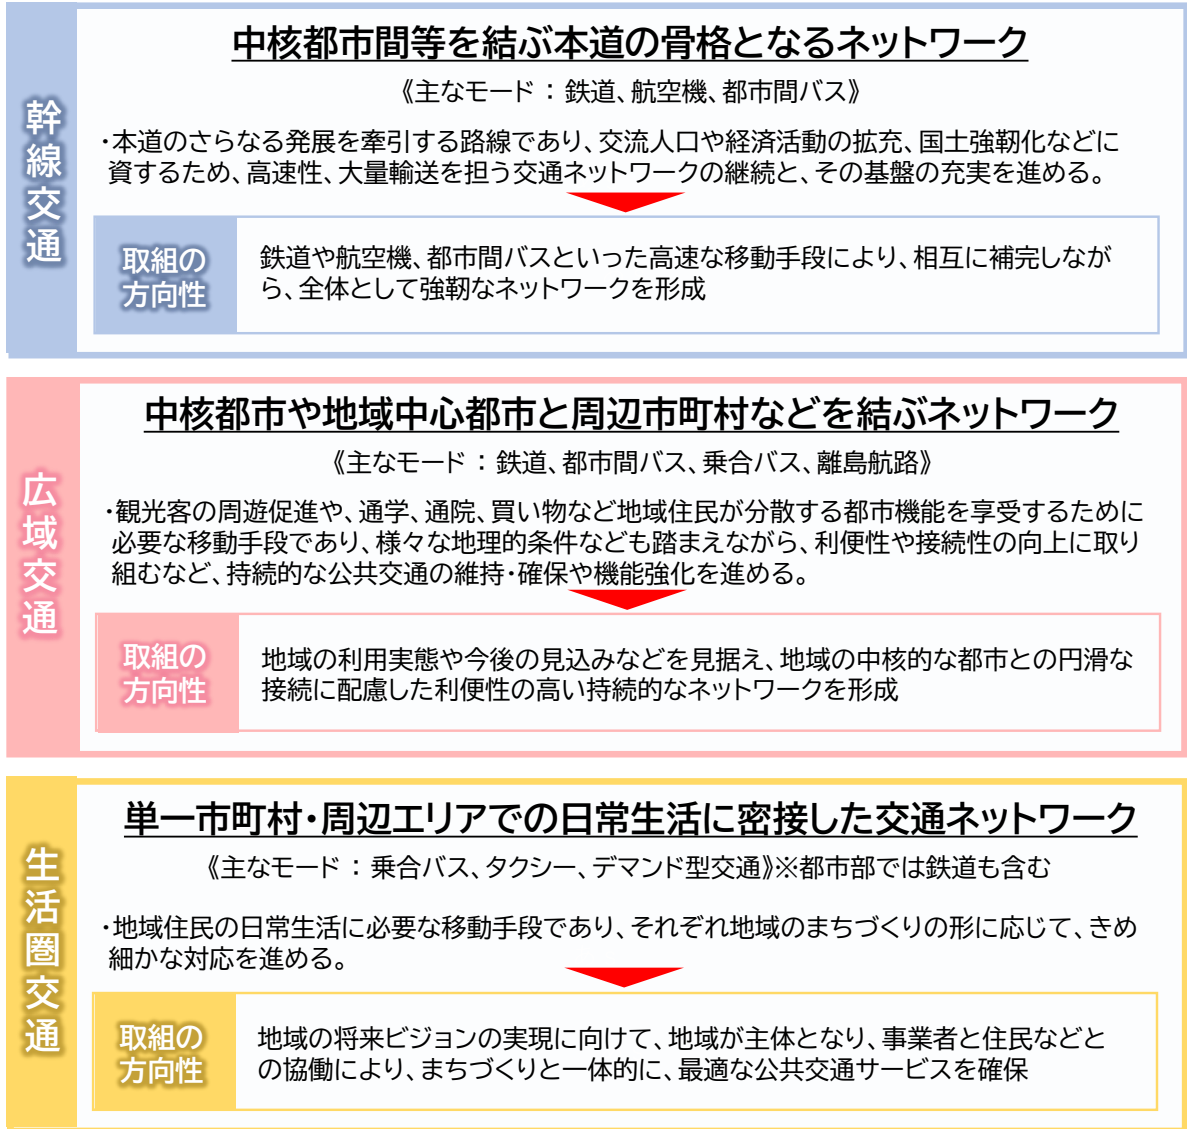 幹線交通
中核都市間等を結ぶ本道の骨格となるネットワーク
《主なモード：鉄道、航空機、都市間バス》
・本道のさらなる発展を牽引する路線であり、交流人口や経済活動の拡充、国土強靭化などに
資するため、高速性、大量輸送を担う交通ネットワークの継続と、その基盤の充実を進める。
取組の
方向性
鉄道や航空機、都市間バスといった高速な移動手段により、相互に補完しなが
ら、全体として強靭なネットワークを形成
広域交通
中核都市や地域中心都市と周辺市町村などを結ぶネットワーク
《主なモード：鉄道、都市間バス、乗合バス、離島航路》
・観光客の周遊促進や、通学、通院、買い物など地域住民が分散する都市機能を享受するために
必要な移動手段であり、様々な地理的条件なども踏まえながら、利便性や接続性の向上に取り
組むなど、持続的な公共交通の維持・確保や機能強化を進める。
取組の
方向性
地域の利用実態や今後の見込みなどを見据え、地域の中核的な都市との円滑な
接続に配慮した利便性の高い持続的なネットワークを形成
生活圏交通
単一市町村・周辺エリアでの日常生活に密接した交通ネットワーク
《主なモード：乗合バス、タクシー、デマンド型交通》※都市部では鉄道も含む
・地域住民の日常生活に必要な移動手段であり、それぞれ地域のまちづくりの形に応じて、きめ
細かな対応を進める。
取組の
方向性
地域の将来ビジョンの実現に向けて、地域が主体となり、事業者と住民などと
の協働により、まちづくりと一体的に、最適な公共交通サービスを確保